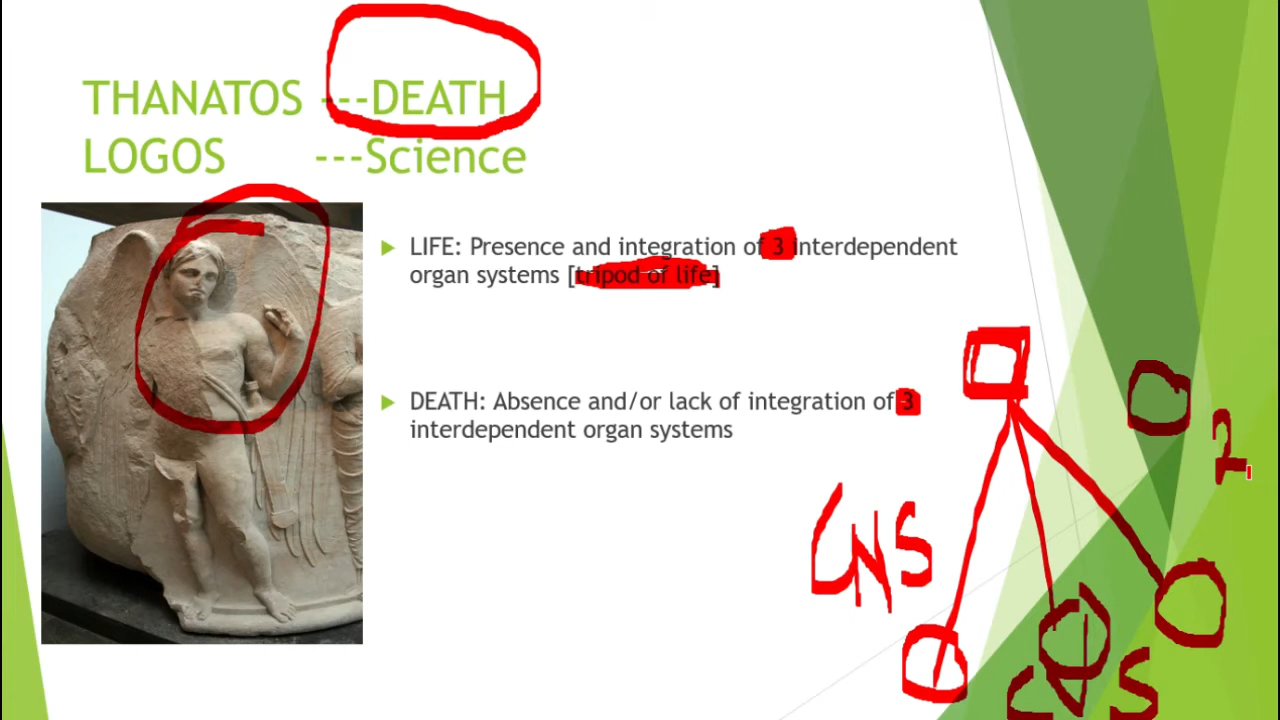 THANATOS ---DEATH
LOGOS ---Science
LIFE: Presence and integration of 3 interdependent
organ systems [tripod of life]
DEATH: Absence and/or lack of integration of 3
interdependent organ systems
CNS
2
CVS